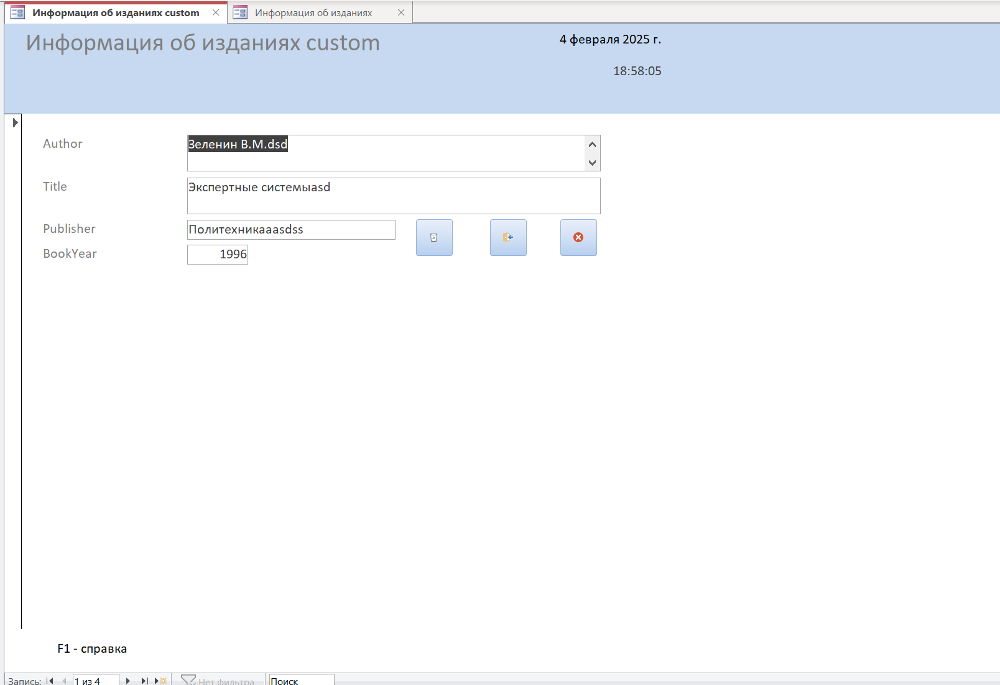 Информация об изданиях custom
Информация об изданиях
Информация об изданиях custom
4 февраля 2025 г.
18:58:05
Author
Зеленин В.М.dsd
Title
Экспертные системыasd
Publisher
Политехникаaasdss
BookYear
1996
F1 - справка
Запись: 1 из 4 Нет фильтра Поиск